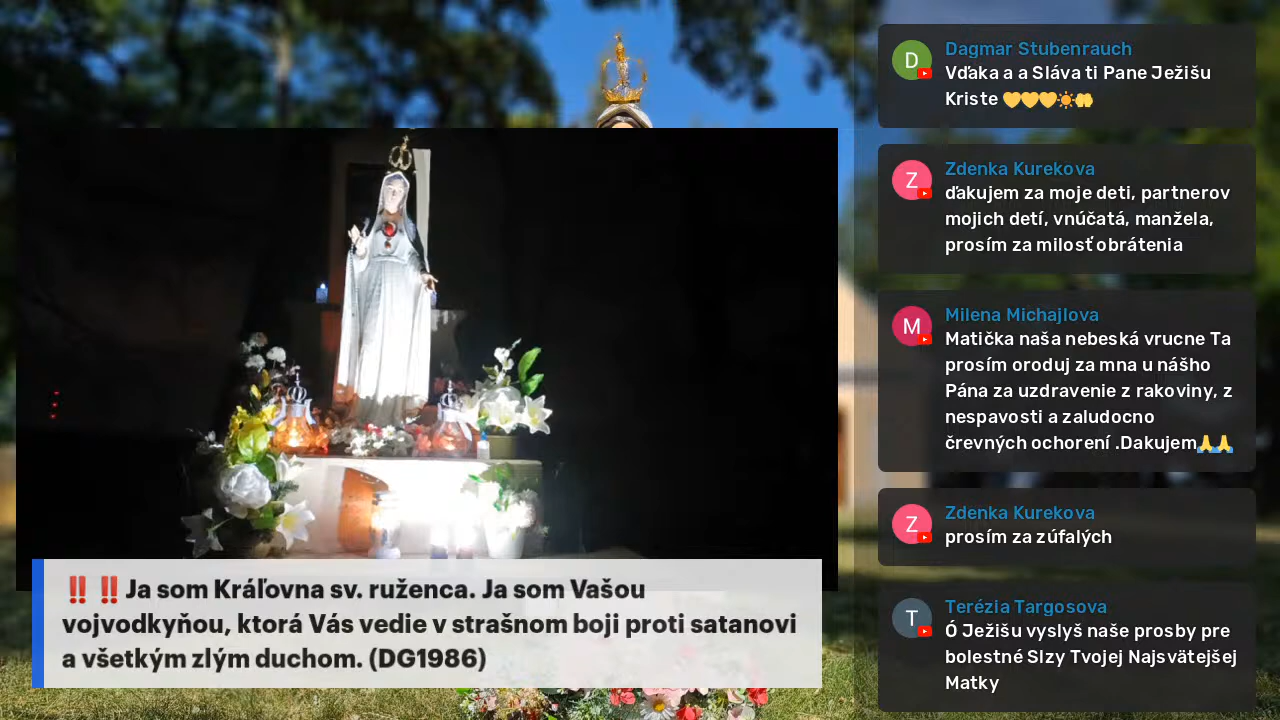 ‼️‼️Ja som Kráľovna sv. ruženca. Ja som Vašou
vojvodkyňou, ktorá Vás vedie v strašnom boji proti satanovi
a všetkým zlým duchom. (DG1986)
D
Dagmar Stubenrauch
Vďaka a a Sláva ti Pane Ježišu
Kriste 💛💛💛☀️🤲
Z
Zdenka Kurekova
ďakujem za moje deti, partnerov
mojich detí, vnúčatá, manžela,
prosím za milosť obrátenia
M
Milena Michajlova
Matička naša nebeská vrucne Ta
prosím oroduj za mna u nášho
Pána za uzdravenie z rakoviny, z
nespavosti a zaludocno
črevných ochorení .Dakujem🙏🙏
Z
Zdenka Kurekova
prosím za zúfalých
T
Terézia Targosova
Ó Ježišu vyslyš naše prosby pre
bolestné Slzy Tvojej Najsvätejšej
Matky